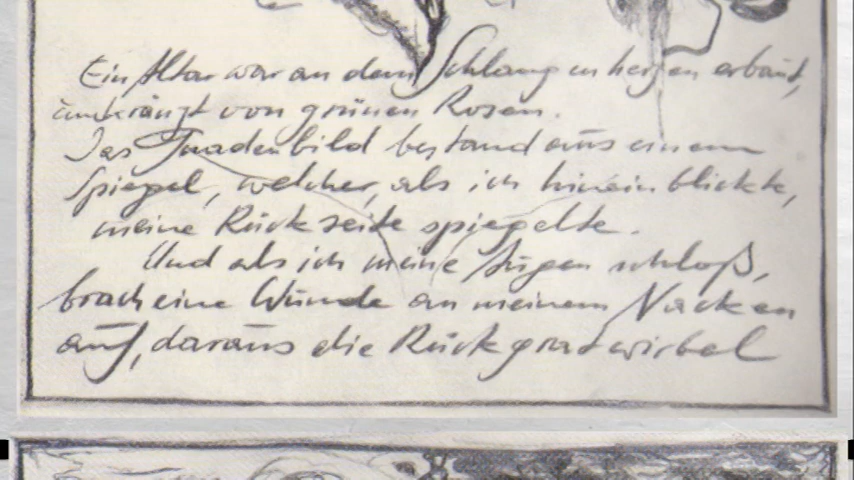 Ein Altar war an dem Schlangenherzen erbaut,
umkränzt von grünen Rosen.
Das Gnadenbild bestand aus einem
Spiegel, welcher, als ich hineinblickte,
meine Rückseite spiegelte.
Und als ich meine Augen schloß,
brach eine Wunde an meinem Nacken
auf, daraus die Rückgratwirbel